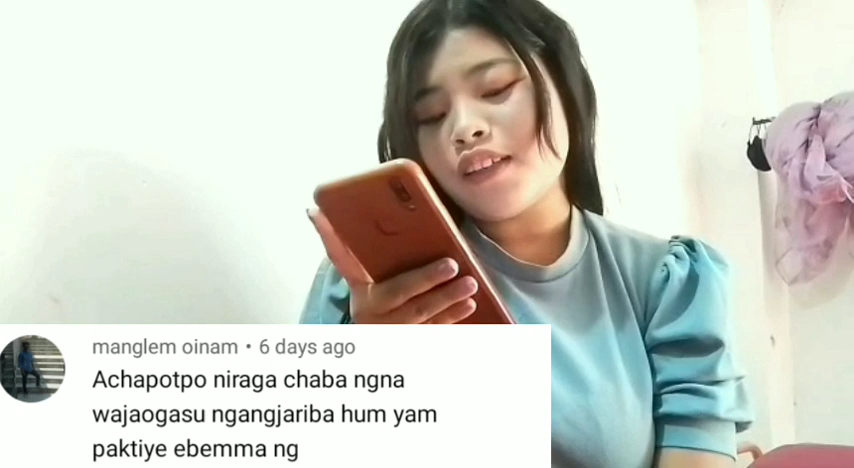 manglem oinam • 6 days ago
Achapotpo niraga chaba ngna
wajaogasu ngangjariba hum yam
paktiye ebemma ng